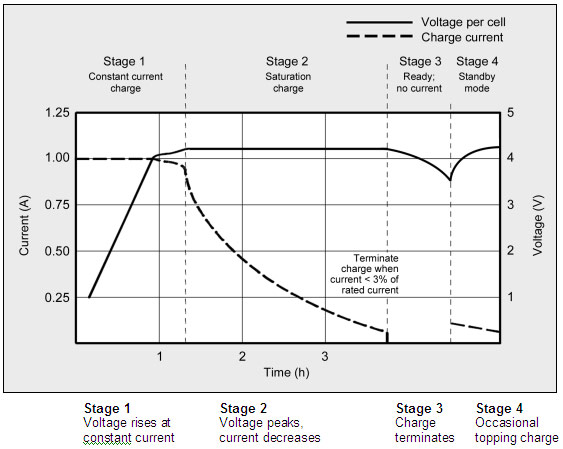 Voltage per cell
Charge current
Stage 1
Constant current
charge
Stage 2
Saturation
charge
Stage 3
Ready;
no current
Stage 4
Standby
mode
1.25
1.00
0.75
0.50
0.25
Current (A)
5
4
3
2
1
Voltage (V)
Terminate
charge when
current < 3% of
rated current
1
2
3
Time (h)
Stage 1
Voltage rises at
constant current
Stage 2
Voltage peaks,
current decreases
Stage 3
Charge
terminates
Stage 4
Occasional
topping charge